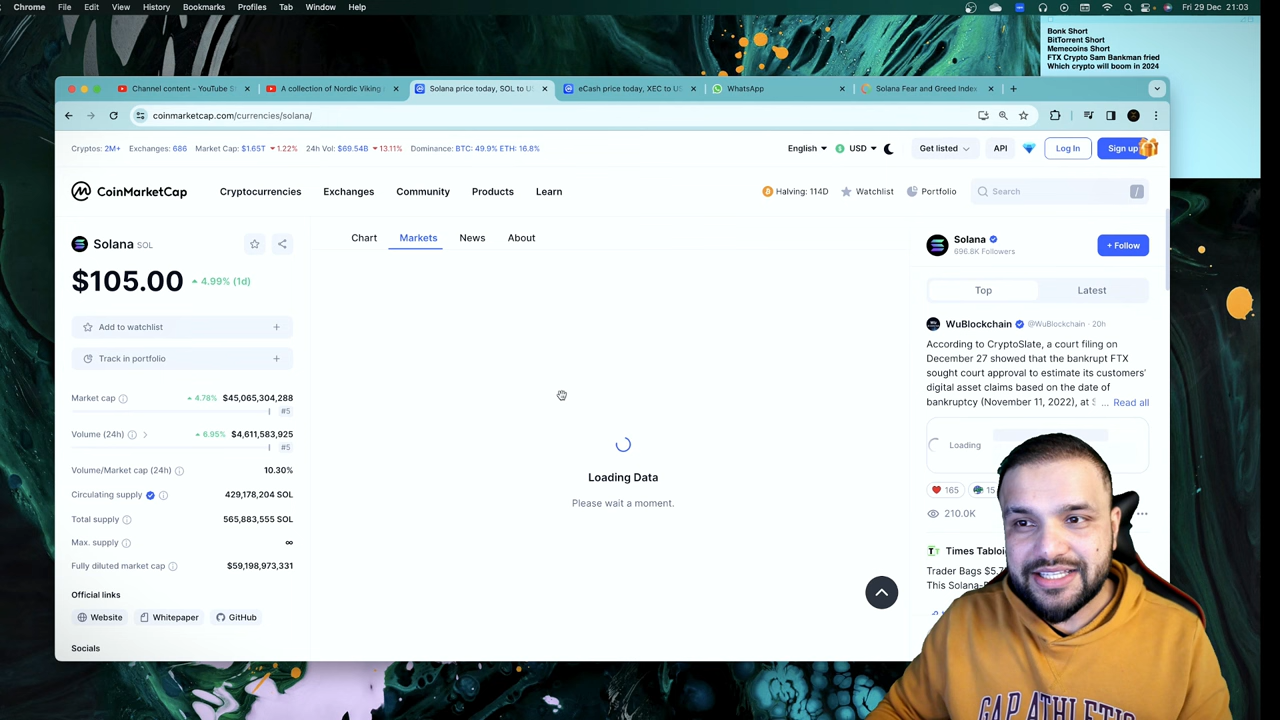 Chrome File Edit View History Bookmarks Profiles Tab Window Help
Fri 29 Dec 21:03
Bonk Short
BitTorrent Short
Memecoins Short
FTX Crypto Sam Bankman fried
Which crypto will boom in 2024
Channel content - YouTube S
A collection of Nordic Viking
Solana price today, SOL to U
eCash price today, XEC to U
WhatsApp
Solana Fear and Greed Index
coinmarketcap.com/currencies/solana/
Cryptos: 2M+ Exchanges: 686 Market Cap: $1.65T 1.22% 24h Vol: $69.54B 13.11% Dominance: BTC: 49.9% ETH: 16.8%
English USD Get listed API Log In Sign up
CoinMarketCap Cryptocurrencies Exchanges Community Products Learn
Halving: 114D Watchlist Portfolio Search /
Solana SOL
$105.00 4.99% (1d)
Add to watchlist +
Track in portfolio +
Market cap 4.78% $45,065,304,288
#5
Volume (24h) 6.95% $4,611,583,925
#5
Volume/Market cap (24h) 10.30%
Circulating supply 429,178,204 SOL
Total supply 565,883,555 SOL
Max. supply ∞
Fully diluted market cap $59,198,973,331
Official links
Website Whitepaper GitHub
Socials
Chart Markets News About
Loading Data
Please wait a moment.
Solana
696.8K Followers
+ Follow
Top Latest
WuBlockchain @WuBlockchain · 20h
According to CryptoSlate, a court filing on
December 27 showed that the bankrupt FTX
sought court approval to estimate its customers'
digital asset claims based on the date of
bankruptcy (November 11, 2022), at $ ... Read all
Loading
165 15
210.0K ...
Times Tabloi
Trader Bags $5.7
This Solana-
GAP ATHLETIC